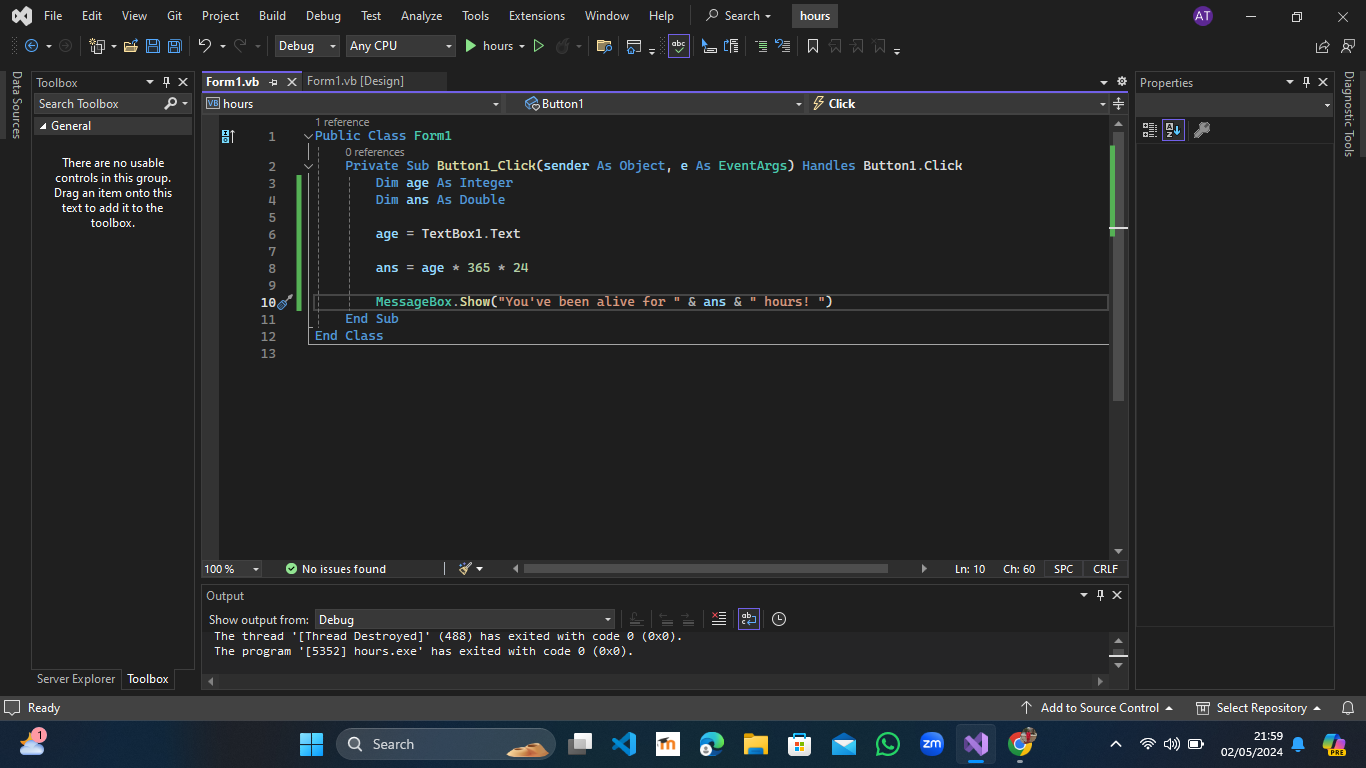 File Edit View Git Project Build Debug Test Analyze Tools Extensions Window Help Search hours AT
Debug Any CPU hours abc
Data Sources
Toolbox
Search Toolbox
General
There are no usable
controls in this group.
Drag an item onto this
text to add it to the
toolbox.
Server Explorer Toolbox
Form1.vb Form1.vb [Design]
VB hours Button1 Click
1 reference
1 Public Class Form1
0 references
2 Private Sub Button1_Click(sender As Object, e As EventArgs) Handles Button1.Click
3 Dim age As Integer
4 Dim ans As Double
5
6 age = TextBox1.Text
7
8 ans = age * 365 * 24
9
10 MessageBox.Show("You've been alive for " & ans & " hours! ")
11 End Sub
12 End Class
13
100 % No issues found Ln: 10 Ch: 60 SPC CRLF
Output
Show output from: Debug
The thread '[Thread Destroyed]' (488) has exited with code 0 (0x0).
The program '[5352] hours.exe' has exited with code 0 (0x0).
Properties
Diagnostic Tools
Ready Add to Source Control Select Repository
1 Search zm PRE
21:59
02/05/2024